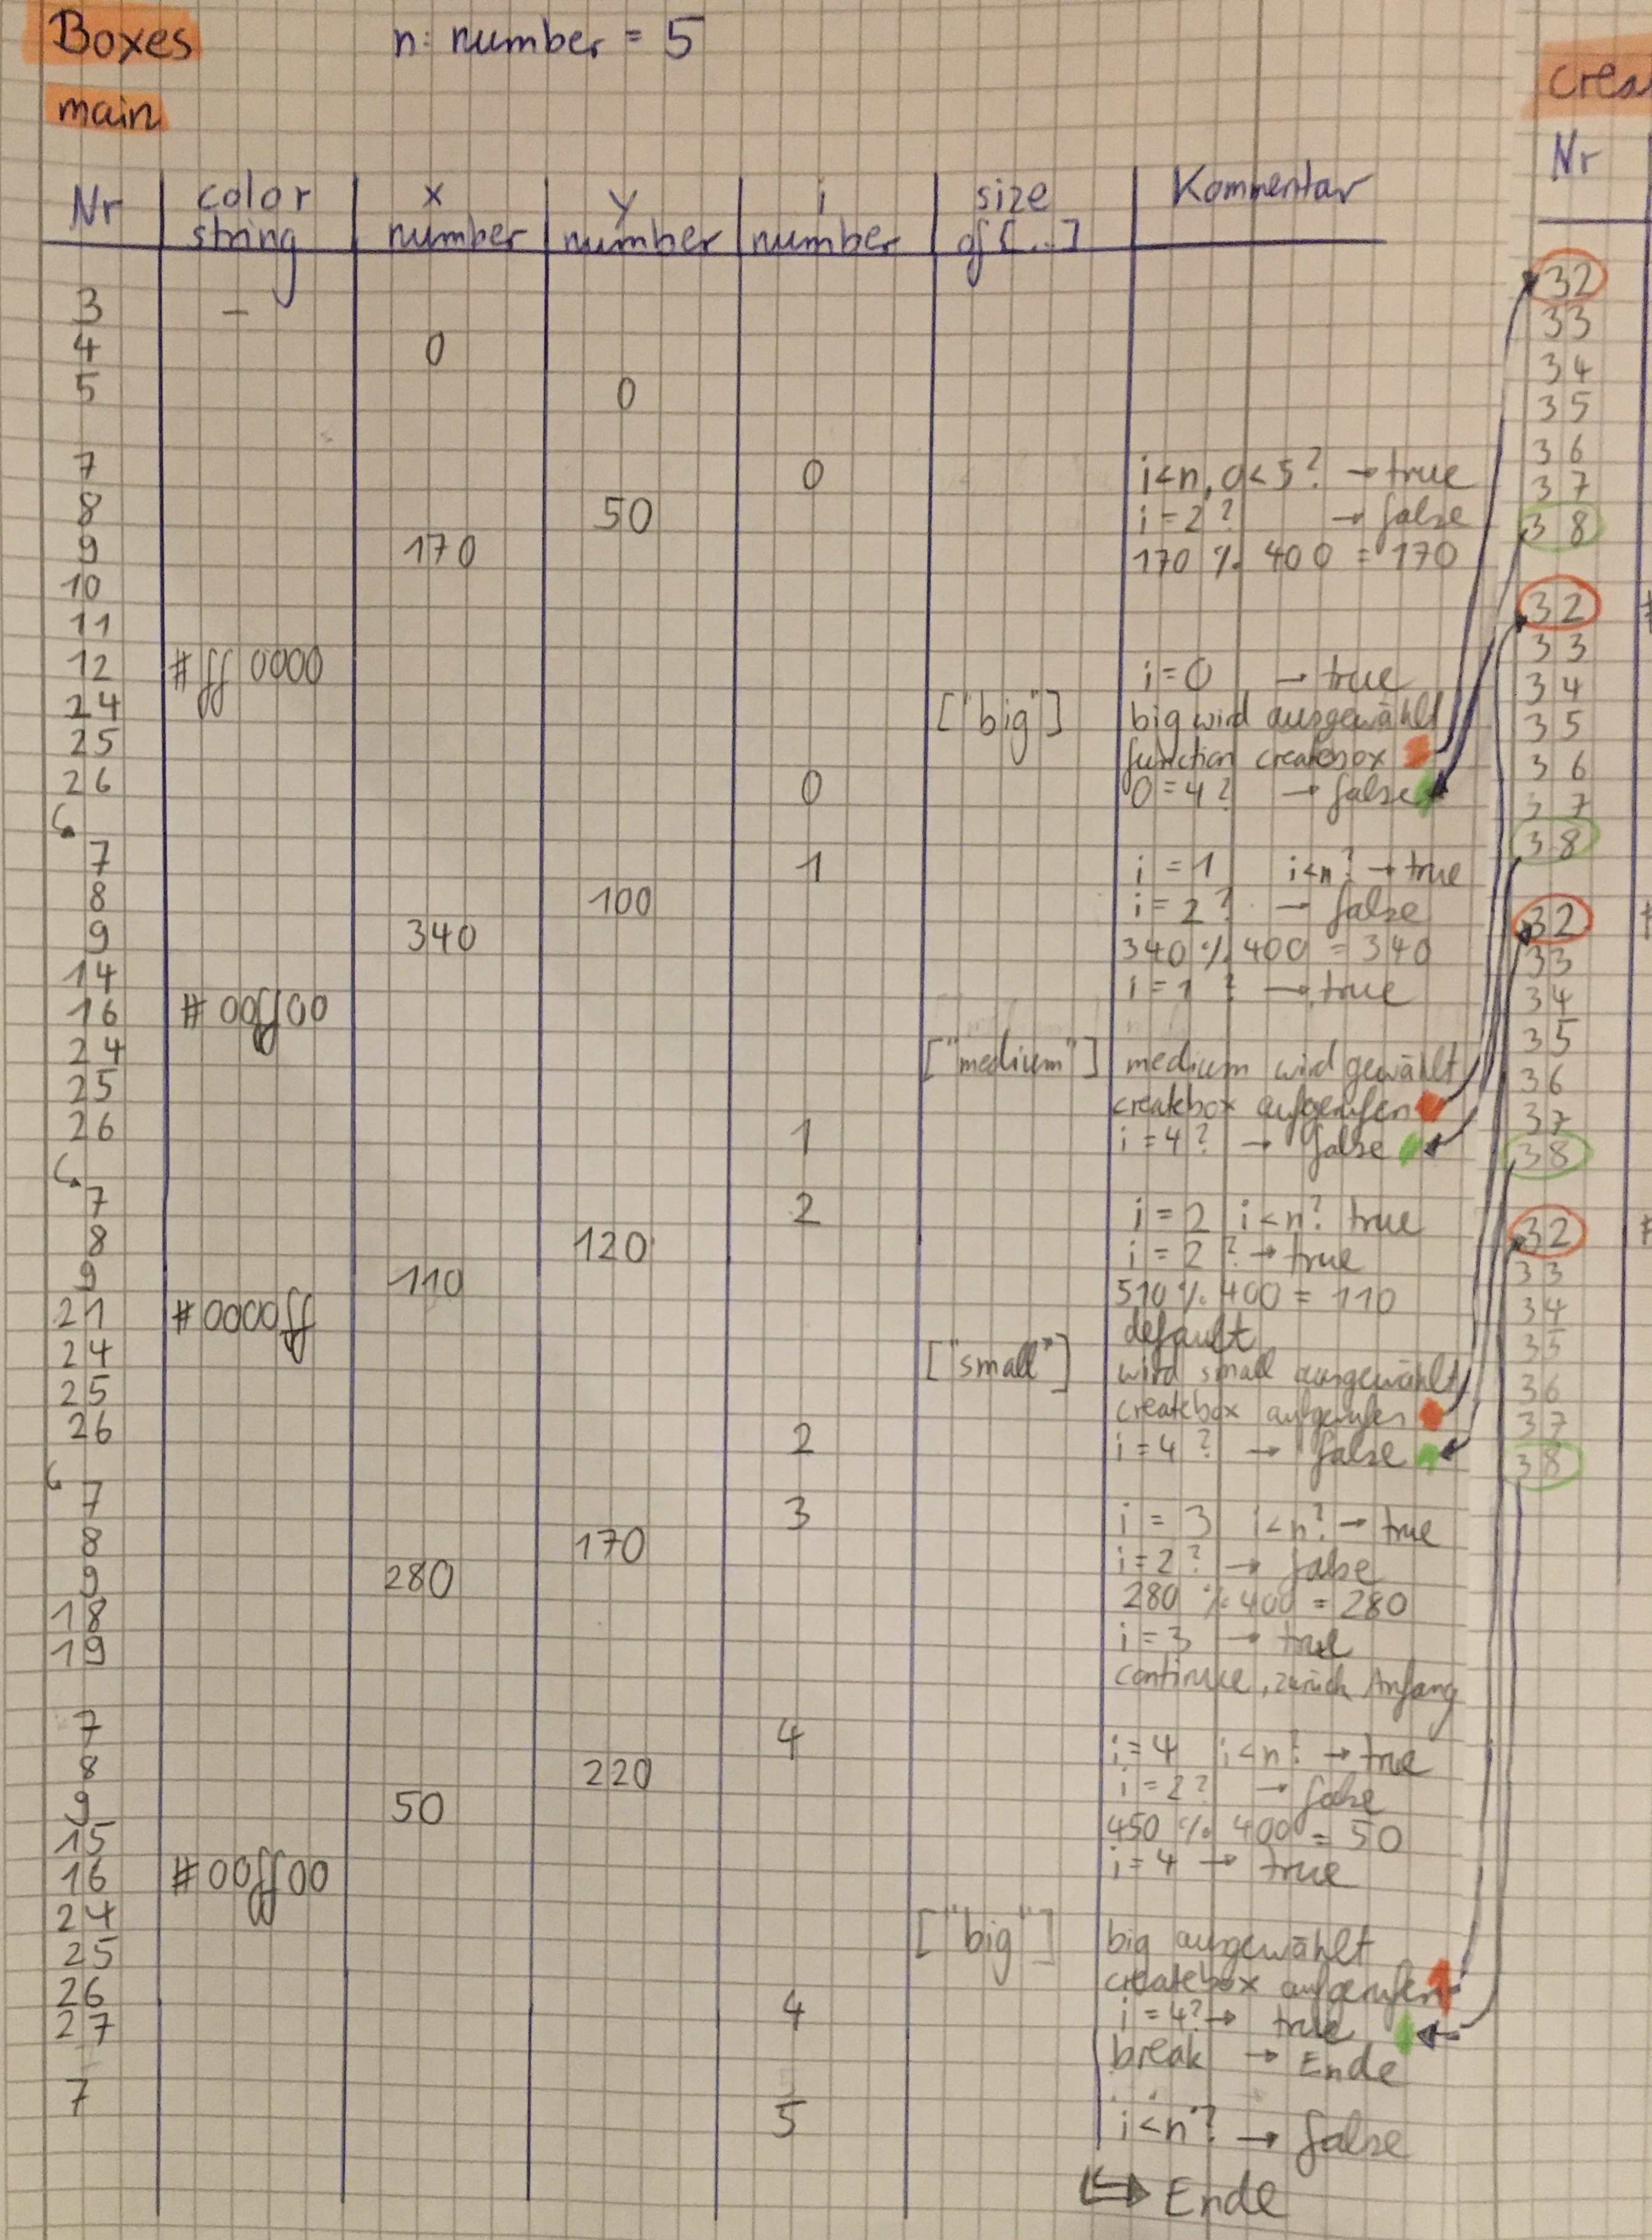 Boxes n: number = 5 crea
main
Nr color string x number y number i number size of [...] Kommentar Nr
3 –
4 0
5 0
7 0 i<n, 0<5? → true
8 50 i=2? → false
9 170 170 % 400 = 170
10
11
12 #ff0000 i=0 → true
24 ["big"] big wird ausgewählt
25 function createbox
26 0 0=4? → false
7 1 i=1 i<n? → true
8 100 i=2? → false
9 340 340 % 400 = 340
14 i=1? → true
16 #00ff00
24 ["medium"] medium wird gewählt
25 createbox aufgerufen
26 1 i=4? → false
7 2 i=2 i<n? true
8 120 i=2? → true
9 110 510 % 400 = 110
21 #0000ff default
24 ["small"] wird small ausgewählt
25 createbox aufgerufen
26 2 i=4? → false
7 3 i=3 i<n? → true
8 170 i=2? → false
9 280 280 % 400 = 280
18 i=3 → true
19 continue, zurück Anfang
7 4 i=4 i<n? → true
8 220 i=2? → false
9 50 450 % 400 = 50
15 i=4 → true
16 #00ff00
24 ["big"] big ausgewählt
25 createbox aufgerufen
26 4 i=4? → true
27 break → Ende
7 5 i<n? → false
Ende
32
33
34
35
36
37
38
32
33
34
35
36
37
38
32
33
34
35
36
37
38
32
33
34
35
36
37
38